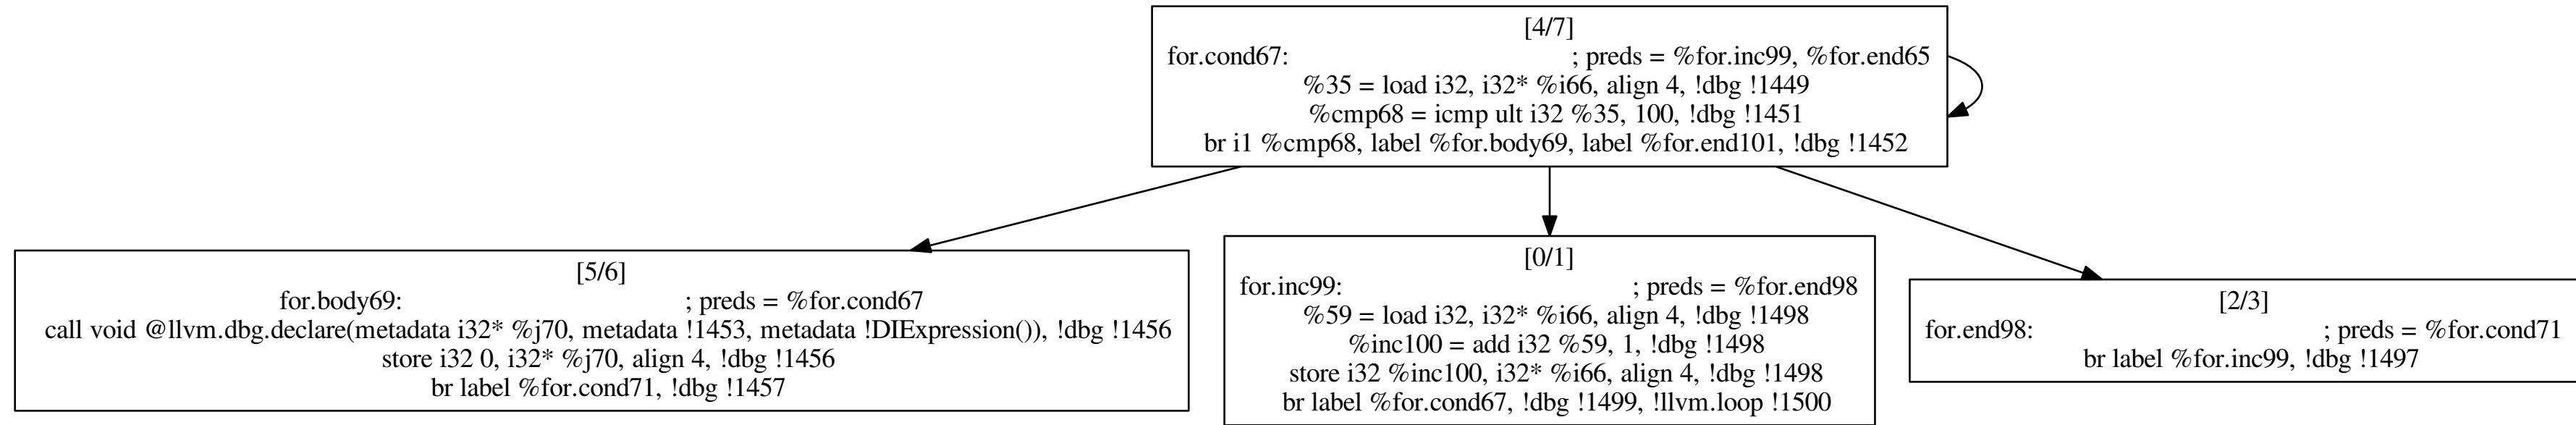 [4/7]
for.cond67: ; preds = %for.inc99, %for.end65
%35 = load i32, i32* %i66, align 4, !dbg !1449
%cmp68 = icmp ult i32 %35, 100, !dbg !1451
br i1 %cmp68, label %for.body69, label %for.end101, !dbg !1452
[5/6]
for.body69: ; preds = %for.cond67
call void @llvm.dbg.declare(metadata i32* %j70, metadata !1453, metadata !DIExpression()), !dbg !1456
store i32 0, i32* %j70, align 4, !dbg !1456
br label %for.cond71, !dbg !1457
[0/1]
for.inc99: ; preds = %for.end98
%59 = load i32, i32* %i66, align 4, !dbg !1498
%inc100 = add i32 %59, 1, !dbg !1498
store i32 %inc100, i32* %i66, align 4, !dbg !1498
br label %for.cond67, !dbg !1499, !llvm.loop !1500
[2/3]
for.end98: ; preds = %for.cond71
br label %for.inc99, !dbg !1497